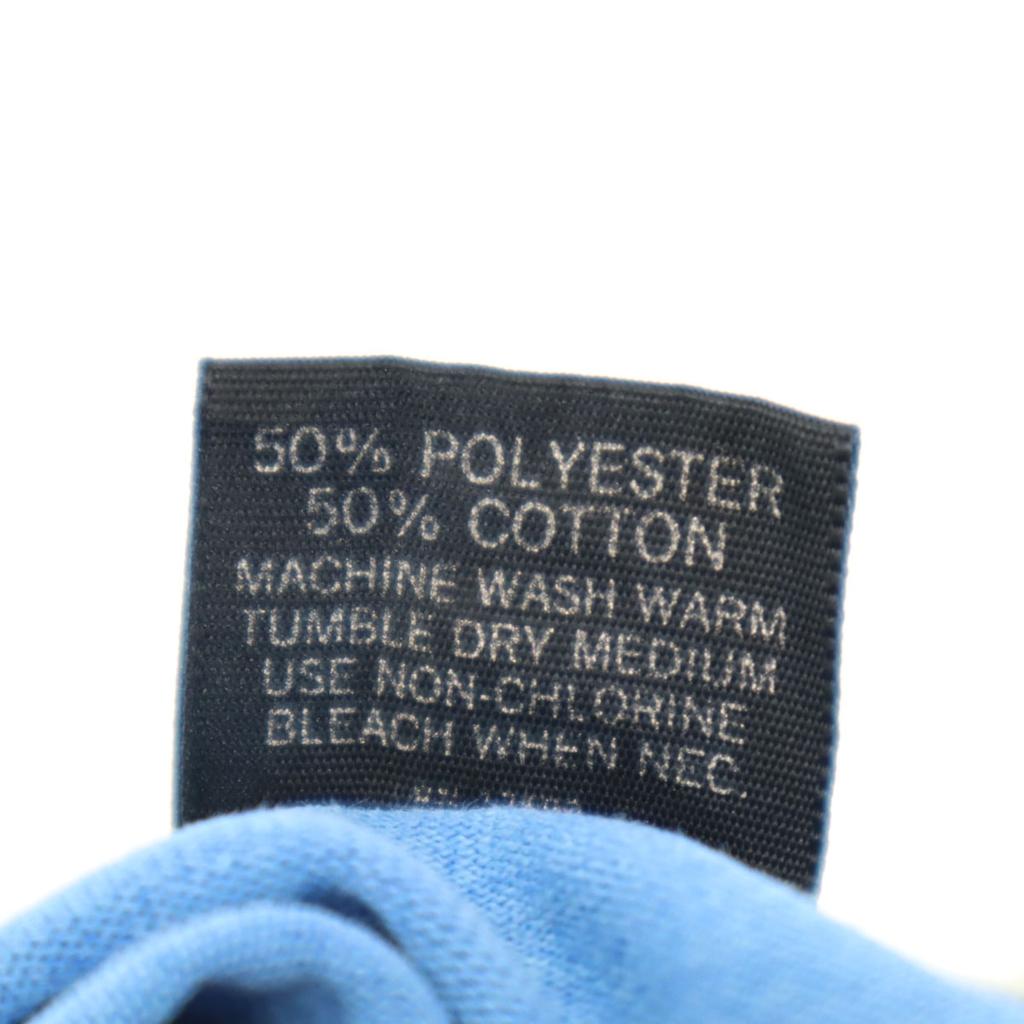 50% POLYESTER
50% COTTON
MACHINE WASH WARM
TUMBLE DRY MEDIUM
USE NON-CHLORINE
BLEACH WHEN NEC.